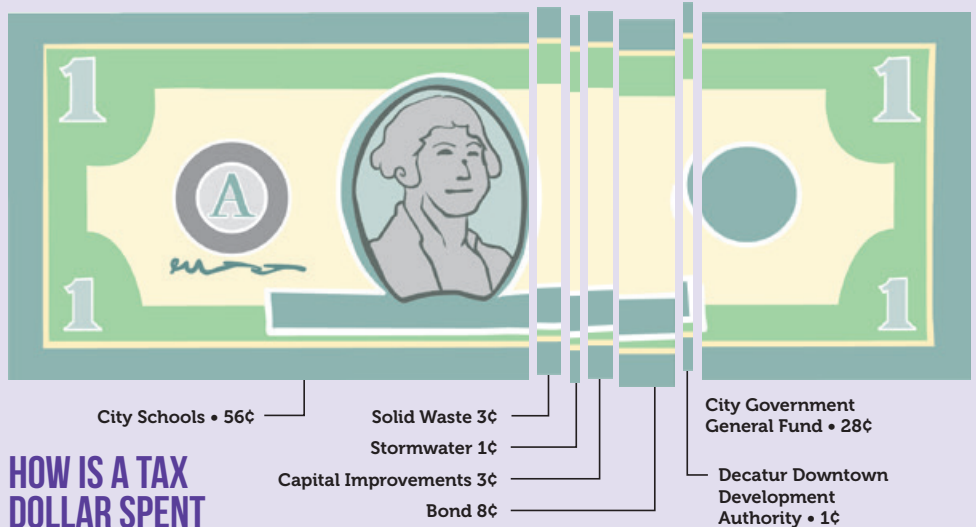 1
1
A
1
1
City Schools • 56¢
Solid Waste 3¢
Stormwater 1¢
Capital Improvements 3¢
Bond 8¢
City Government
General Fund • 28¢
Decatur Downtown
Development
Authority • 1¢
HOW IS A TAX
DOLLAR SPENT